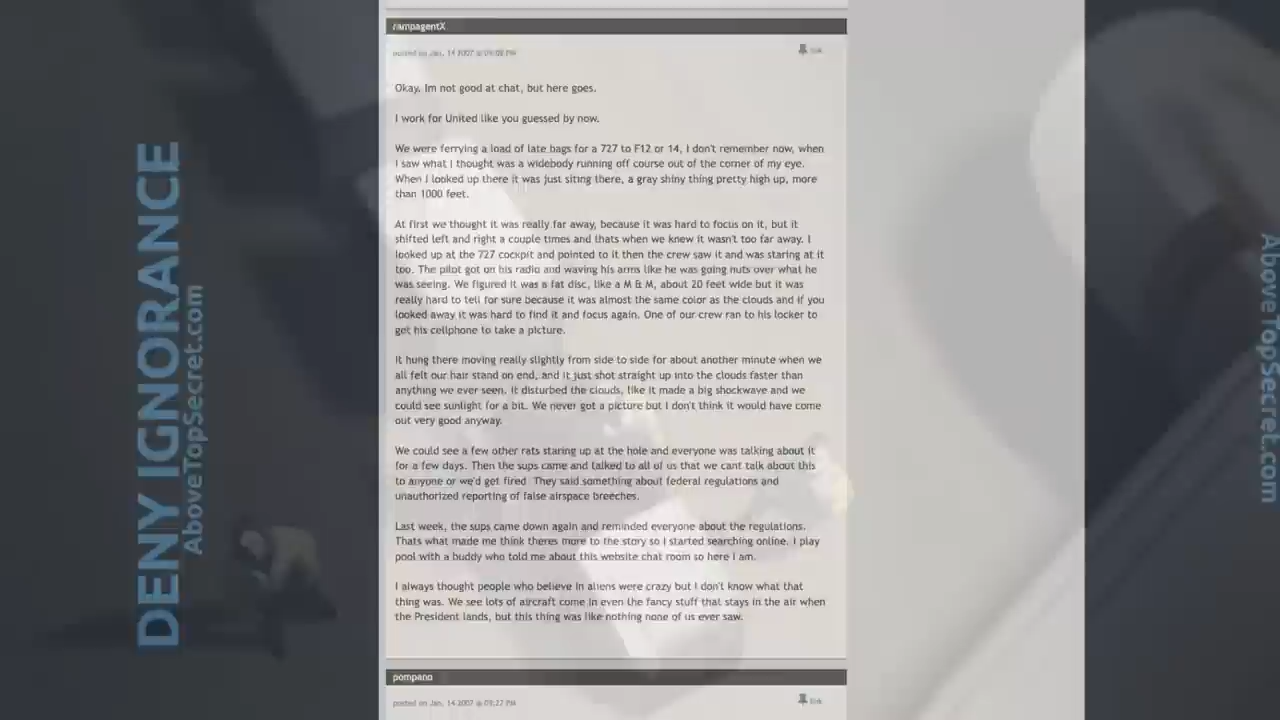 rampagentX
posted on Jan, 14 2007 @ 09:08 PM
link
Okay. Im not good at chat, but here goes.
I work for United like you guessed by now.
We were ferrying a load of late bags for a 727 to F12 or 14, I don't remember now, when
I saw what I thought was a widebody running off course out of the corner of my eye.
When I looked up there it was just siting there, a gray shiny thing pretty high up, more
than 1000 feet.
At first we thought it was really far away, because it was hard to focus on it, but it
shifted left and right a couple times and thats when we knew it wasn't too far away. I
looked up at the 727 cockpit and pointed to it then the crew saw it and was staring at it
too. The pilot got on his radio and waving his arms like he was going nuts over what he
was seeing. We figured it was a fat disc, like a M & M, about 20 feet wide but it was
really hard to tell for sure because it was almost the same color as the clouds and if you
looked away it was hard to find it and focus again. One of our crew ran to his locker to
get his cellphone to take a picture.
It hung there moving really slightly from side to side for about another minute when we
all felt our hair stand on end, and it just shot straight up into the clouds faster than
anything we ever seen. It disturbed the clouds, like it made a big shockwave and we
could see sunlight for a bit. We never got a picture but I don't think it would have come
out very good anyway.
We could see a few other rats staring up at the hole and everyone was talking about it
for a few days. Then the sups came and talked to all of us that we cant talk about this
to anyone or we'd get fired. They said something about federal regulations and
unauthorized reporting of false airspace breeches.
Last week, the sups came down again and reminded everyone about the regulations.
Thats what made me think theres more to the story so I started searching online. I play
pool with a buddy who told me about this website chat room so here I am.
I always thought people who believe in aliens were crazy but I don't know what that
thing was. We see lots of aircraft come in even the fancy stuff that stays in the air when
the President lands, but this thing was like nothing none of us ever saw.
pompano
posted on Jan, 14 2007 @ 09:27 PM
link
DENY IGNORANCE
AboveTopSecret.com
AboveTopSecret.com